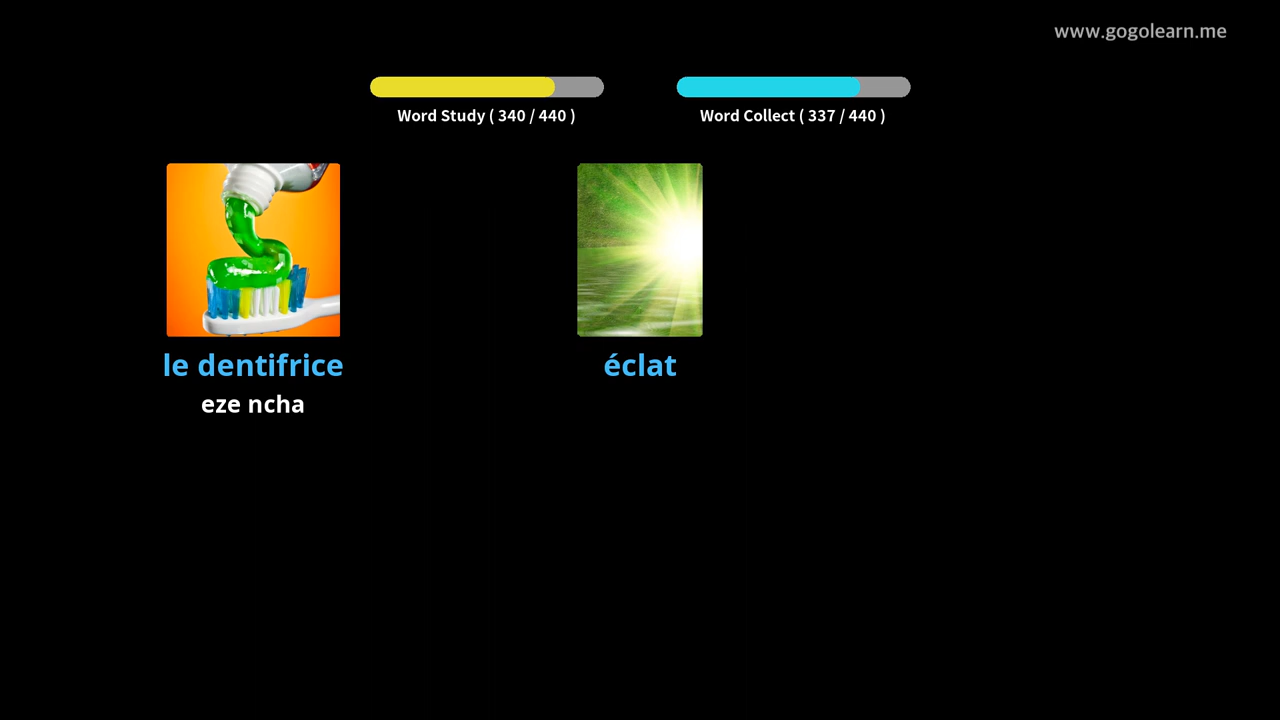 www.gogolearn.me
Word Study ( 340 / 440 )
Word Collect ( 337 / 440 )
le dentifrice
eze ncha
éclat